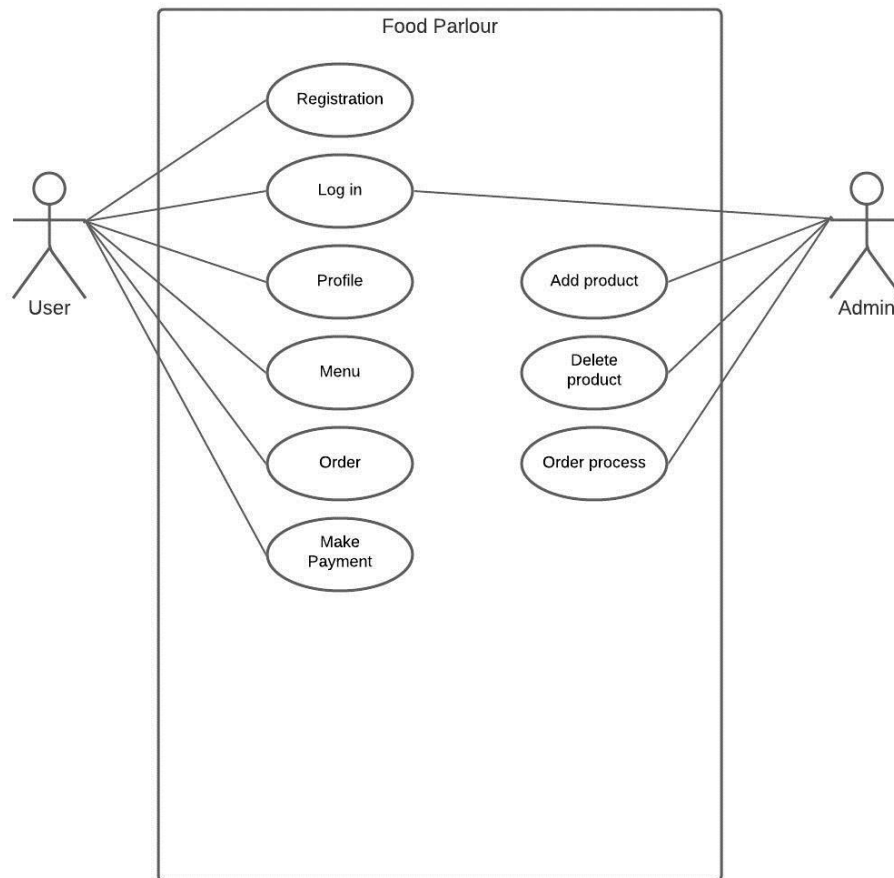 Food Parlour
Registration
Log in
Profile
Add product
User
Admin
Menu
Delete
product
Order
Order process
Make
Payment